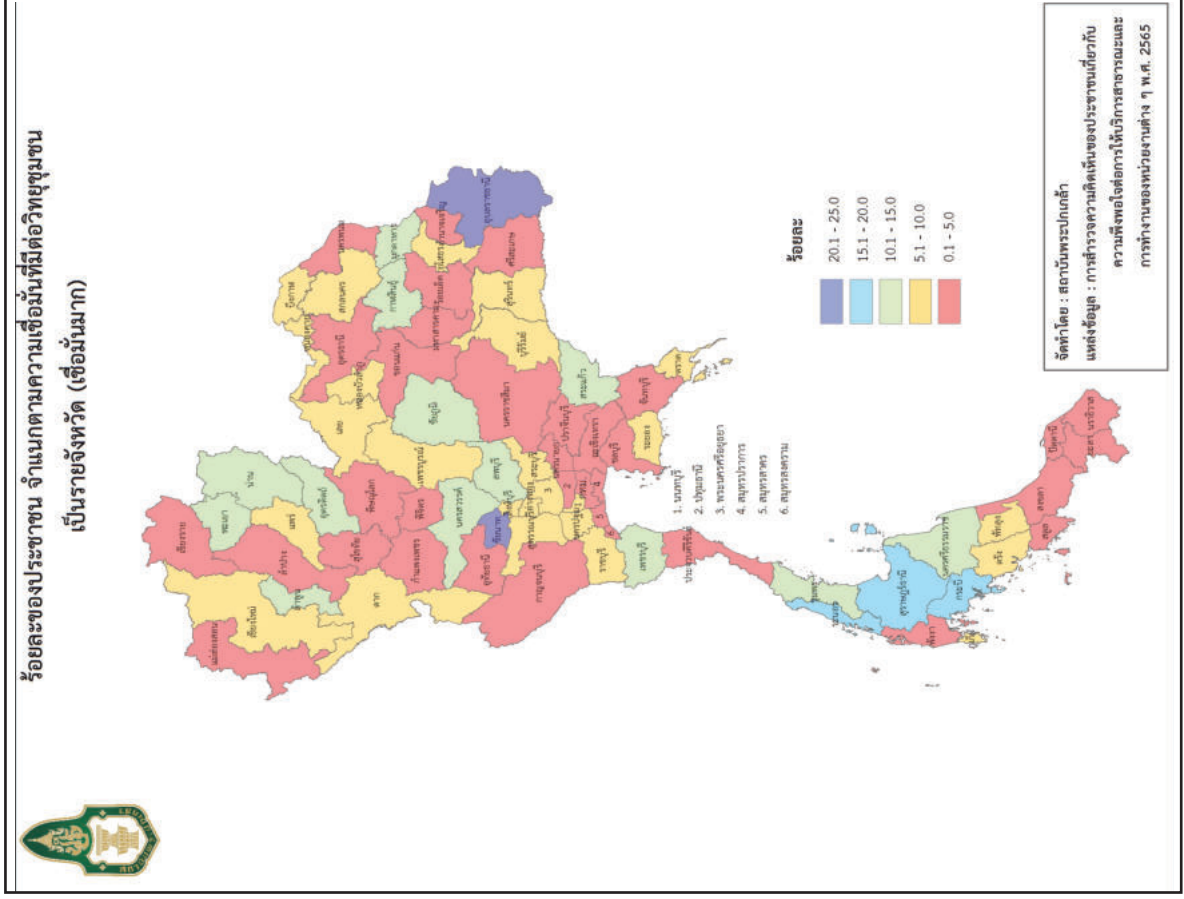 ร้อยละของประชาชน จำแนกตามความเชื่อมั่นที่มีต่อวิทยุชุมชน
เป็นรายจังหวัด (เชื่อมั่นมาก)
เชียงราย
แม่ฮ่องสอน
เชียงใหม่
พะเยา
น่าน
ลำปาง
ลำพูน
แพร่
อุตรดิตถ์
ตาก
สุโขทัย
พิษณุโลก
กำแพงเพชร
พิจิตร
เพชรบูรณ์
นครสวรรค์
อุทัยธานี
ชัยนาท
ลพบุรี
สระบุรี
กาญจนบุรี
ราชบุรี
เพชรบุรี
ประจวบคีรีขันธ์
เลย
หนองบัวลำภู
อุดรธานี
บึงกาฬ
สกลนคร
นครพนม
ขอนแก่น
กาฬสินธุ์
มุกดาหาร
ชัยภูมิ
มหาสารคาม
ร้อยเอ็ด
ยโสธร
อำนาจเจริญ
อุบลราชธานี
นครราชสีมา
บุรีรัมย์
สุรินทร์
ศรีสะเกษ
ปราจีนบุรี
สระแก้ว
ฉะเชิงเทรา
ชลบุรี
ระยอง
จันทบุรี
ตราด
1. นนทบุรี
2. ปทุมธานี
3. พระนครศรีอยุธยา
4. สมุทรปราการ
5. สมุทรสาคร
6. สมุทรสงคราม
ชุมพร
ระนอง
สุราษฎร์ธานี
พังงา
กระบี่
นครศรีธรรมราช
ตรัง
พัทลุง
สตูล
สงขลา
ปัตตานี
ยะลา
นราธิวาส
ร้อยละ
20.1 - 25.0
15.1 - 20.0
10.1 - 15.0
5.1 - 10.0
0.1 - 5.0
จัดทำโดย : สถาบันพระปกเกล้า
แหล่งข้อมูล : การสำรวจความคิดเห็นของประชาชนเกี่ยวกับ
ความพึงพอใจต่อการให้บริการสาธารณะและ
การทำงานของหน่วยงานต่าง ๆ พ.ศ. 2565